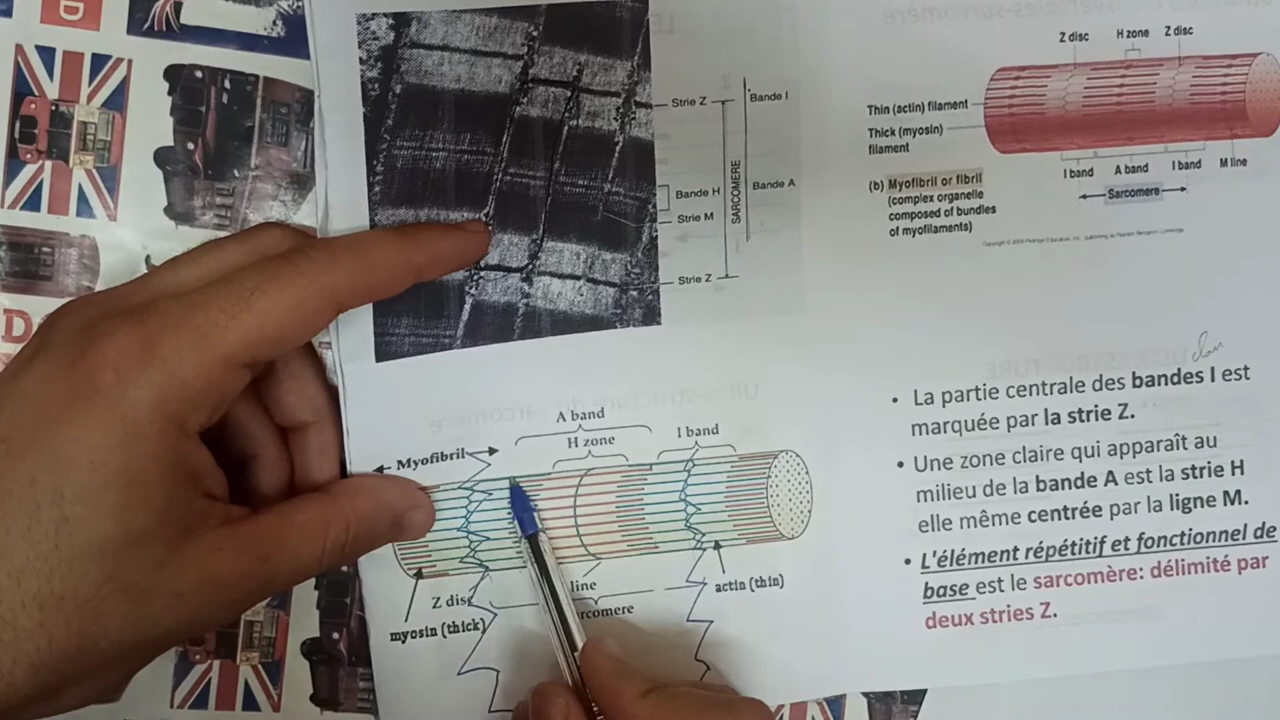 Strie Z
Bande I
SARCOMERE
Bande H
Bande A
Strie M
Strie Z
Z disc
H zone
Z disc
Thin (actin) filament
Thick (myosin)
filament
I band
A band
I band
M line
Sarcomere
(b) Myofibril or fibril
(complex organelle
composed of bundles
of myofilaments)
A band
H zone
I band
Myofibril
Z disc
line
rcomere
actin (thin)
myosin (thick)
clair
• La partie centrale des bandes I est
marquée par la strie Z.
• Une zone claire qui apparaît au
milieu de la bande A est la strie H
elle même centrée par la ligne M.
• L'élément répétitif et fonctionnel de
base est le sarcomère: délimité par
deux stries Z.
D
D